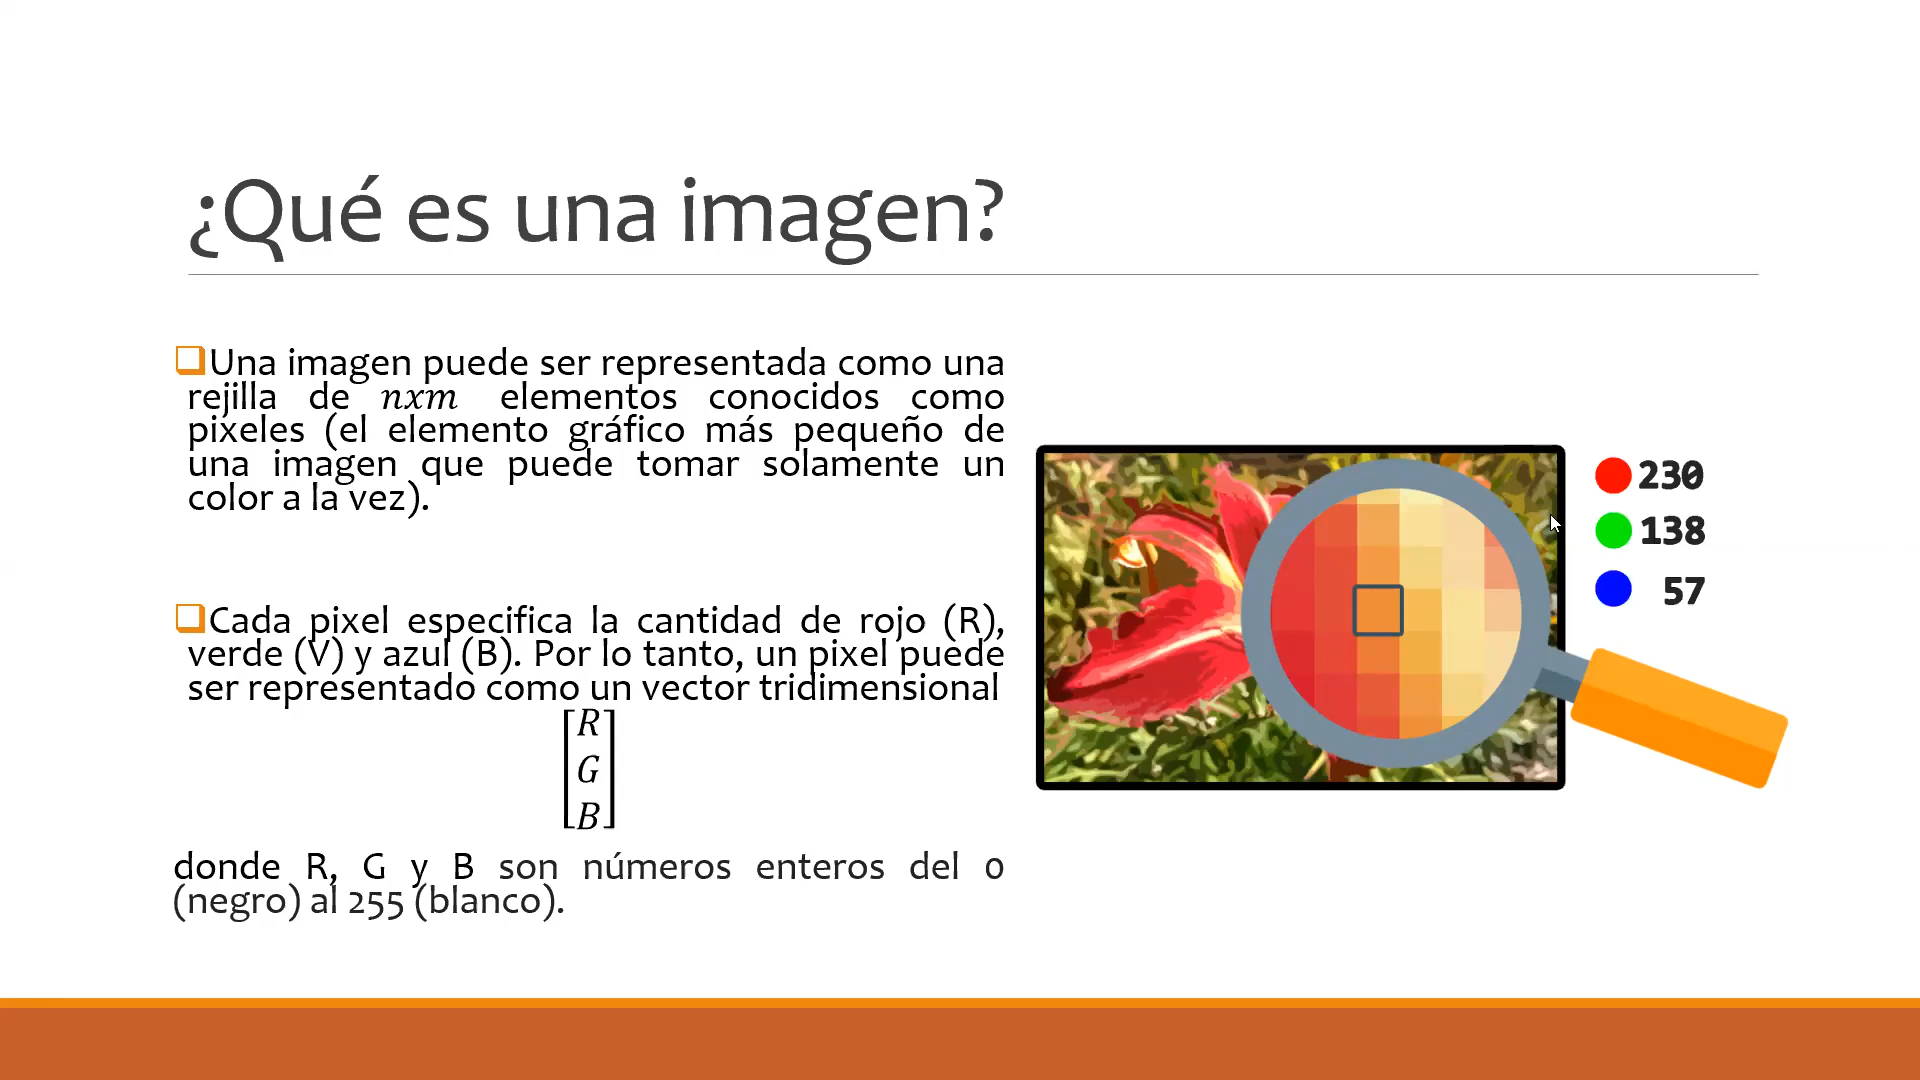 ¿Qué es una imagen?
Una imagen puede ser representada como una
rejilla de nxm elementos conocidos como
pixeles (el elemento gráfico más pequeño de
una imagen que puede tomar solamente un
color a la vez).
Cada pixel especifica la cantidad de rojo (R),
verde (V) y azul (B). Por lo tanto, un pixel puede
ser representado como un vector tridimensional
R
G
B
donde R, G y B son números enteros del 0
(negro) al 255 (blanco).
230
138
57